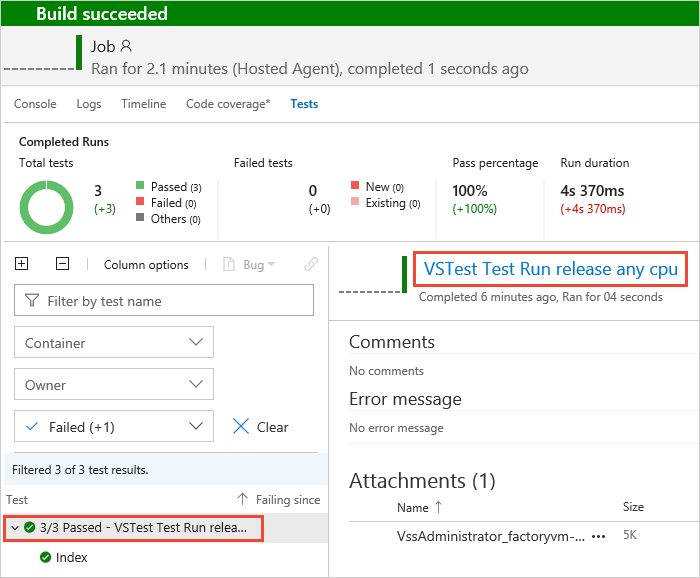 Build succeeded
Job
Ran for 2.1 minutes (Hosted Agent), completed 1 seconds ago
Console Logs Timeline Code coverage* Tests
Completed Runs
Total tests Failed tests Pass percentage Run duration
3 Passed (3) 0 New (0) 100% 4s 370ms
(+3) Failed (0) (+0) Existing (0) (+100%) (+4s 370ms)
Others (0)
Column options Bug
Filter by test name
Container
Owner
Failed (+1) Clear
Filtered 3 of 3 test results.
Test Failing since
3/3 Passed - VSTest Test Run relea...
Index
VSTest Test Run release any cpu
Completed 6 minutes ago, Ran for 04 seconds
Comments
No comments
Error message
No error message
Attachments (1)
Name Size
VssAdministrator_factoryvm-... 5K